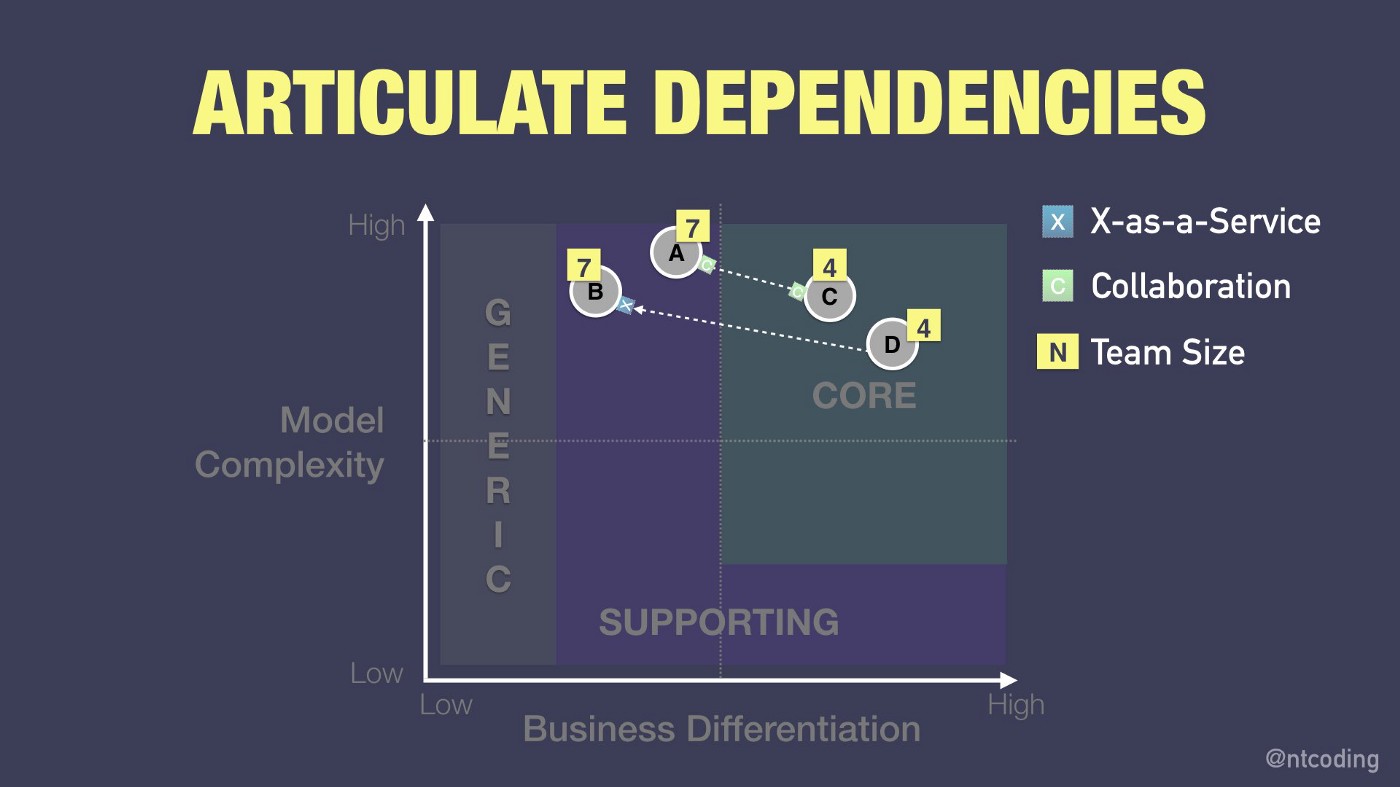 ARTICULATE DEPENDENCIES
High
7
A
C
7
B
X
4
C
C
4
D
X X-as-a-Service
C Collaboration
N Team Size
G
E
N
E
R
I
C
CORE
Model
Complexity
SUPPORTING
Low
Low
High
Business Differentiation
@ntcoding